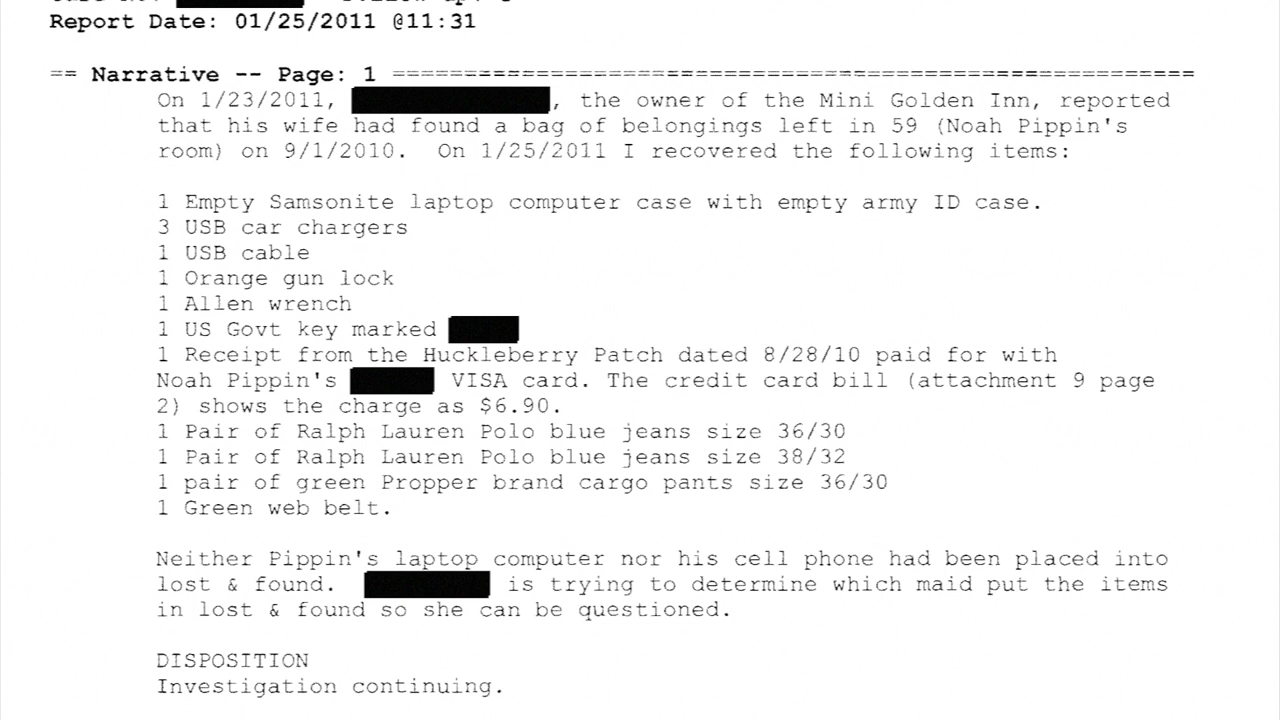 Report Date: 01/25/2011 @11:31
== Narrative -- Page: 1 =========================================================
On 1/23/2011, , the owner of the Mini Golden Inn, reported
that his wife had found a bag of belongings left in 59 (Noah Pippin's
room) on 9/1/2010. On 1/25/2011 I recovered the following items:
1 Empty Samsonite laptop computer case with empty army ID case.
3 USB car chargers
1 USB cable
1 Orange gun lock
1 Allen wrench
1 US Govt key marked
1 Receipt from the Huckleberry Patch dated 8/28/10 paid for with
Noah Pippin's VISA card. The credit card bill (attachment 9 page
2) shows the charge as $6.90.
1 Pair of Ralph Lauren Polo blue jeans size 36/30
1 Pair of Ralph Lauren Polo blue jeans size 38/32
1 pair of green Propper brand cargo pants size 36/30
1 Green web belt.
Neither Pippin's laptop computer nor his cell phone had been placed into
lost & found. is trying to determine which maid put the items
in lost & found so she can be questioned.
DISPOSITION
Investigation continuing.